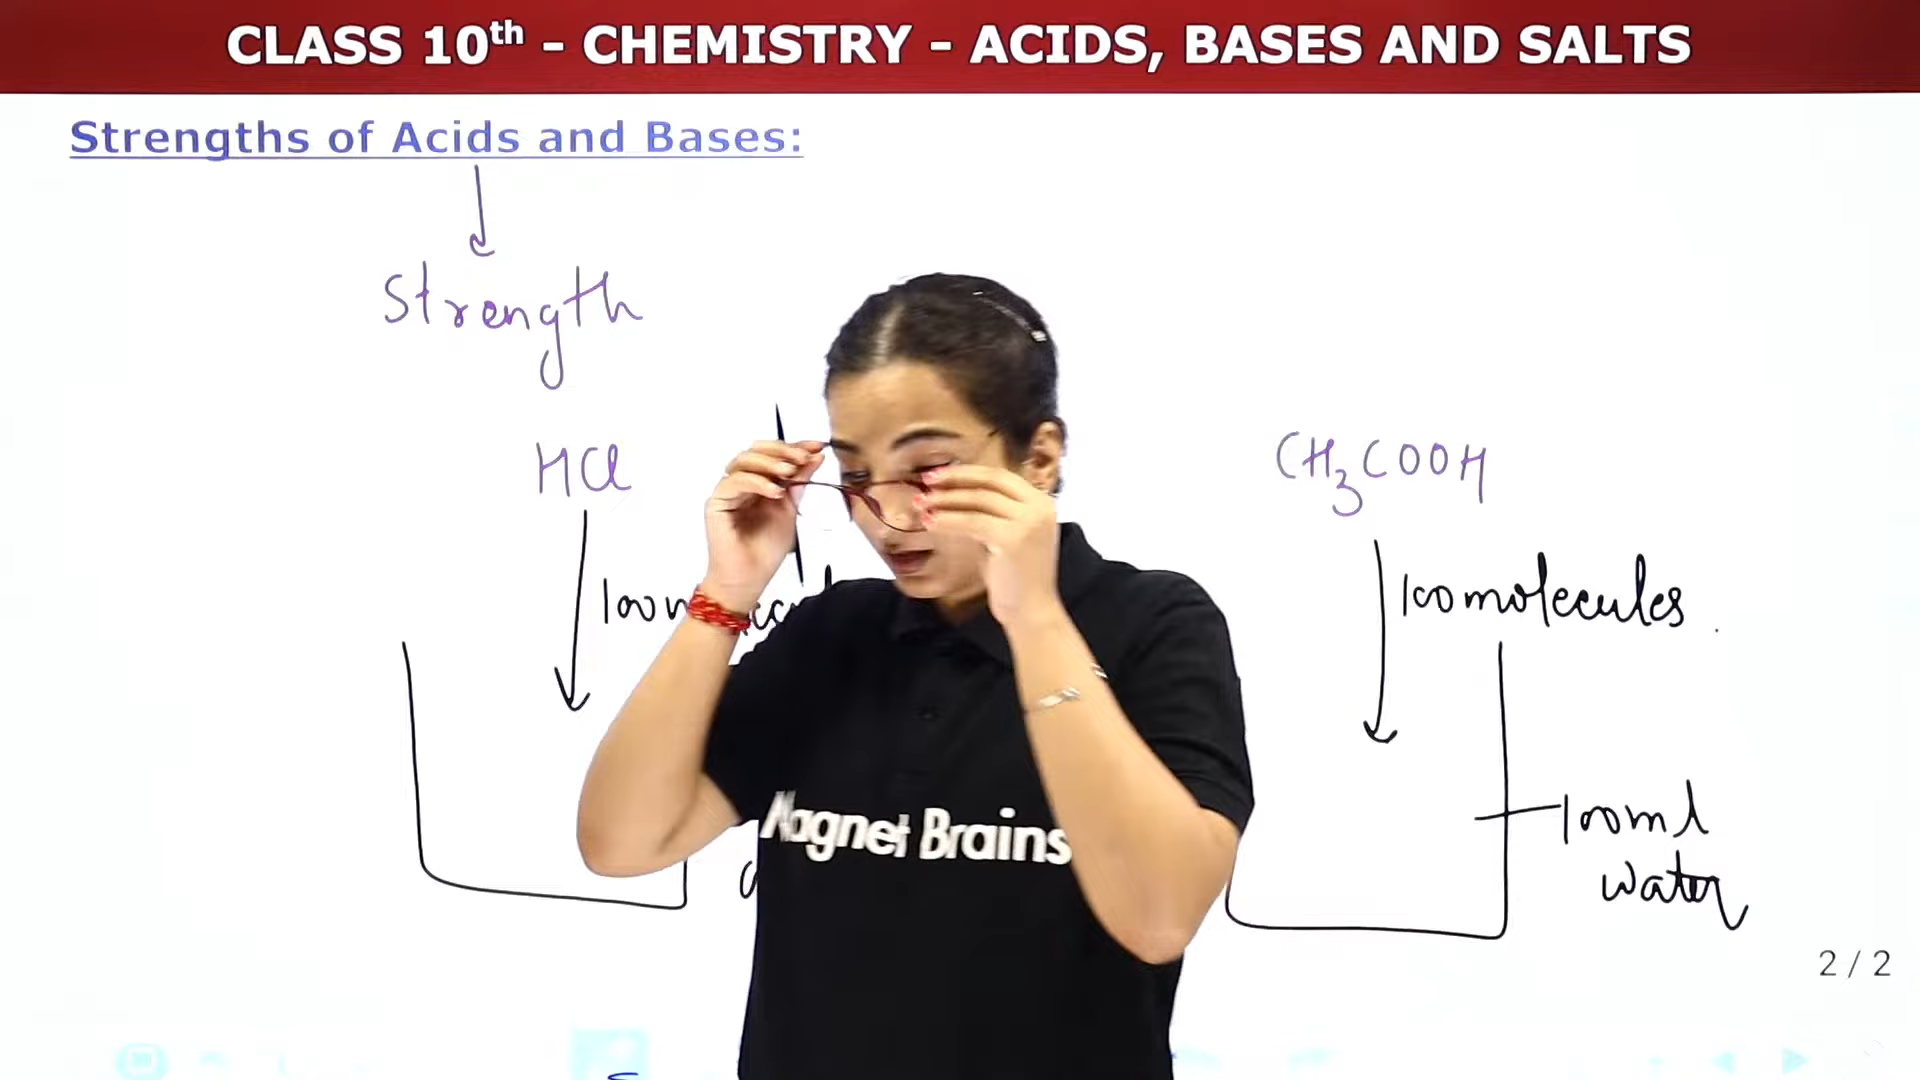 CLASS 10th - CHEMISTRY - ACIDS, BASES AND SALTS
Strengths of Acids and Bases:
Strength
HCl
CH3COOH
100 molecules
100ml
water
Magnet Brains
2 / 2